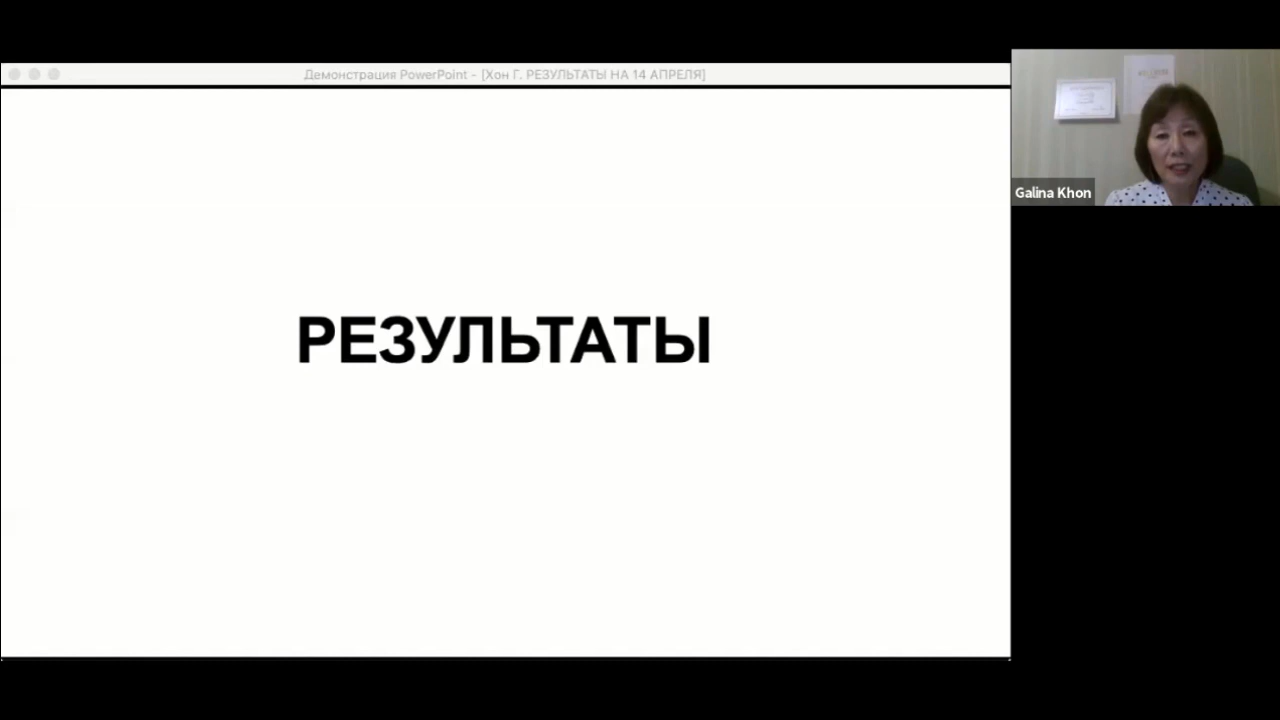 Демонстрация PowerPoint - [Хон Г. РЕЗУЛЬТАТЫ НА 14 АПРЕЛЯ]
РЕЗУЛЬТАТЫ
Galina Khon